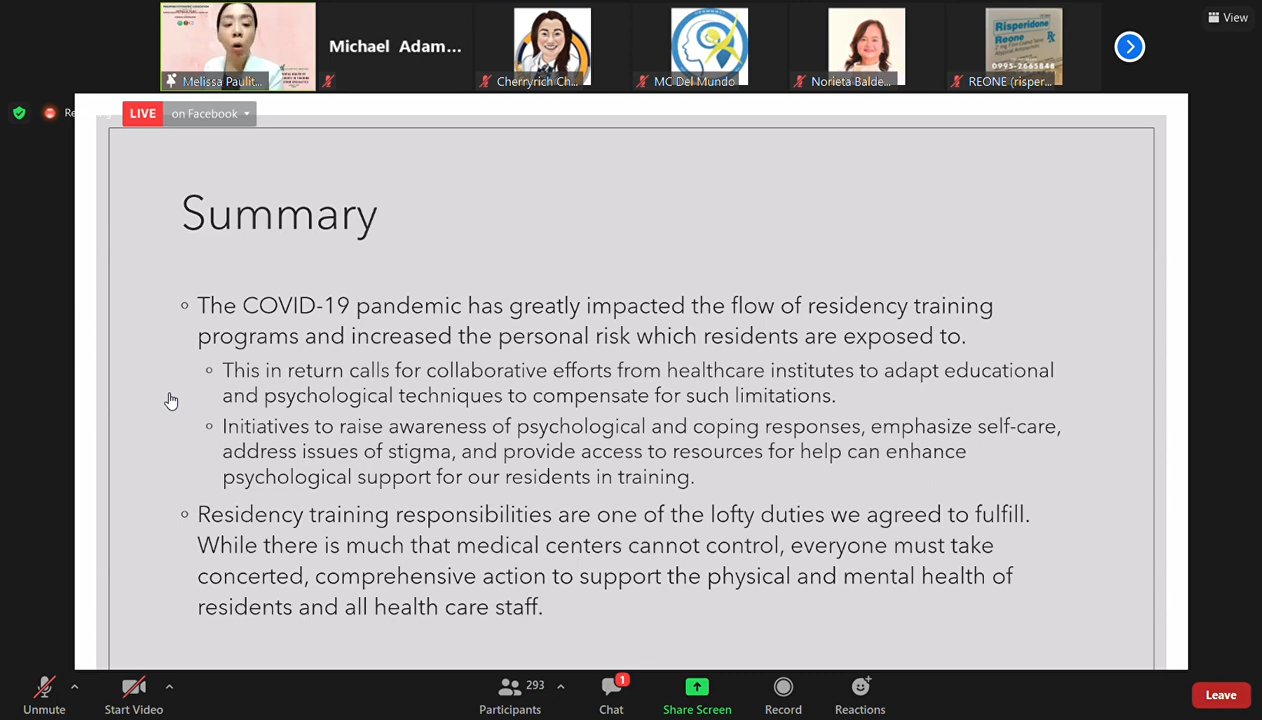 View
Michael Adam...
Risperidone
Reone
0995-2665848
Melissa Paulit...
Cherryrich Ch...
MC Del Mundo
Norieta Balde...
REONE (risper...
Re
LIVE
on Facebook
Summary
The COVID-19 pandemic has greatly impacted the flow of residency training
programs and increased the personal risk which residents are exposed to.
This in return calls for collaborative efforts from healthcare institutes to adapt educational
and psychological techniques to compensate for such limitations.
Initiatives to raise awareness of psychological and coping responses, emphasize self-care,
address issues of stigma, and provide access to resources for help can enhance
psychological support for our residents in training.
Residency training responsibilities are one of the lofty duties we agreed to fulfill.
While there is much that medical centers cannot control, everyone must take
concerted, comprehensive action to support the physical and mental health of
residents and all health care staff.
293
1
Unmute
Start Video
Participants
Chat
Share Screen
Record
Reactions
Leave